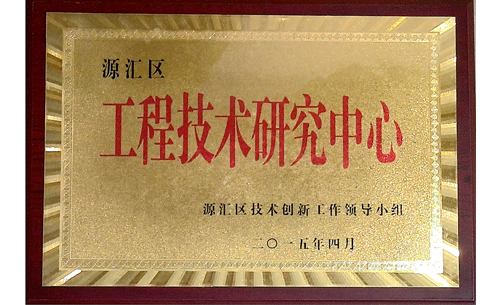 源汇区
工程技术研究中心
源汇区技术创新工作领导小组
二〇一五年四月